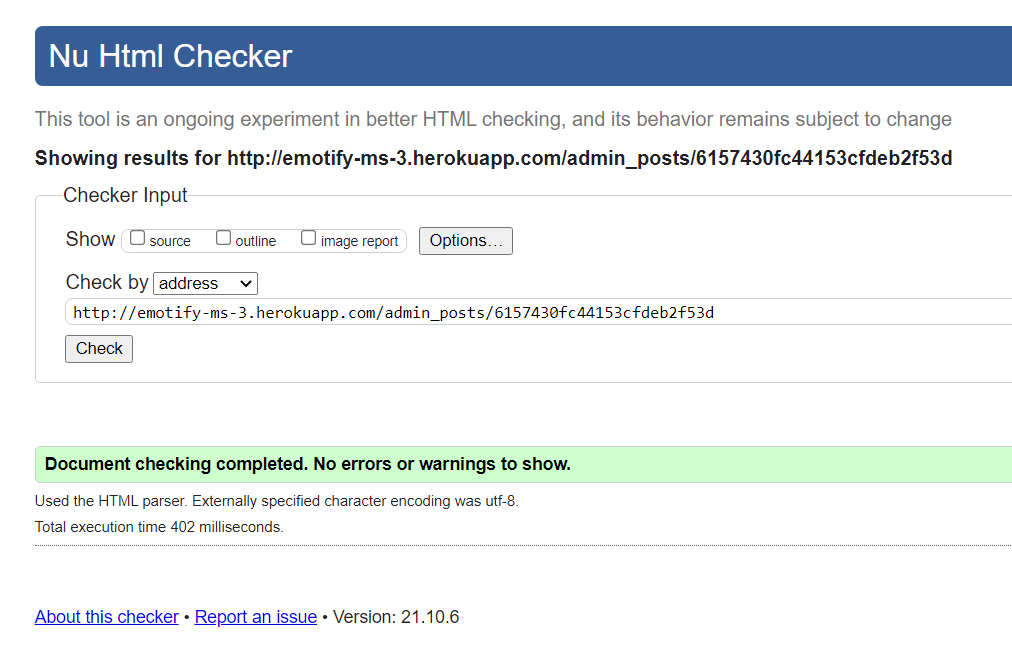 Nu Html Checker
This tool is an ongoing experiment in better HTML checking, and its behavior remains subject to change
Showing results for http://emotify-ms-3.herokuapp.com/admin_posts/6157430fc44153cfdeb2f53d
Checker Input
Show source outline image report Options…
Check by address
http://emotify-ms-3.herokuapp.com/admin_posts/6157430fc44153cfdeb2f53d
Check
Document checking completed. No errors or warnings to show.
Used the HTML parser. Externally specified character encoding was utf-8.
Total execution time 402 milliseconds.
About this checker • Report an issue • Version: 21.10.6